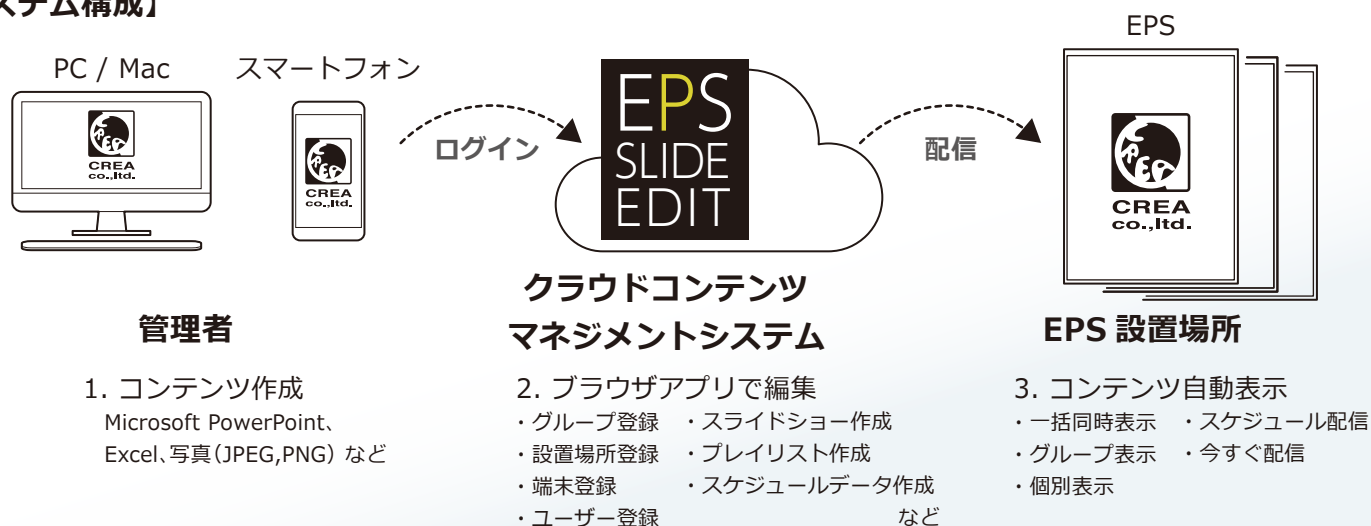 ステム構成】
PC / Mac
スマートフォン
CREA
co.,ltd.
CREA
co.,ltd.
ログイン
EPS
SLIDE
EDIT
配信
EPS
CREA
co.,ltd.
管理者
1. コンテンツ作成
Microsoft PowerPoint、
Excel、写真(JPEG,PNG) など
クラウドコンテンツ
マネジメントシステム
2. ブラウザアプリで編集
・グループ登録 ・スライドショー作成
・設置場所登録 ・プレイリスト作成
・端末登録 ・スケジュールデータ作成
・ユーザー登録 など
EPS 設置場所
3. コンテンツ自動表示
・一括同時表示 ・スケジュール配信
・グループ表示 ・今すぐ配信
・個別表示